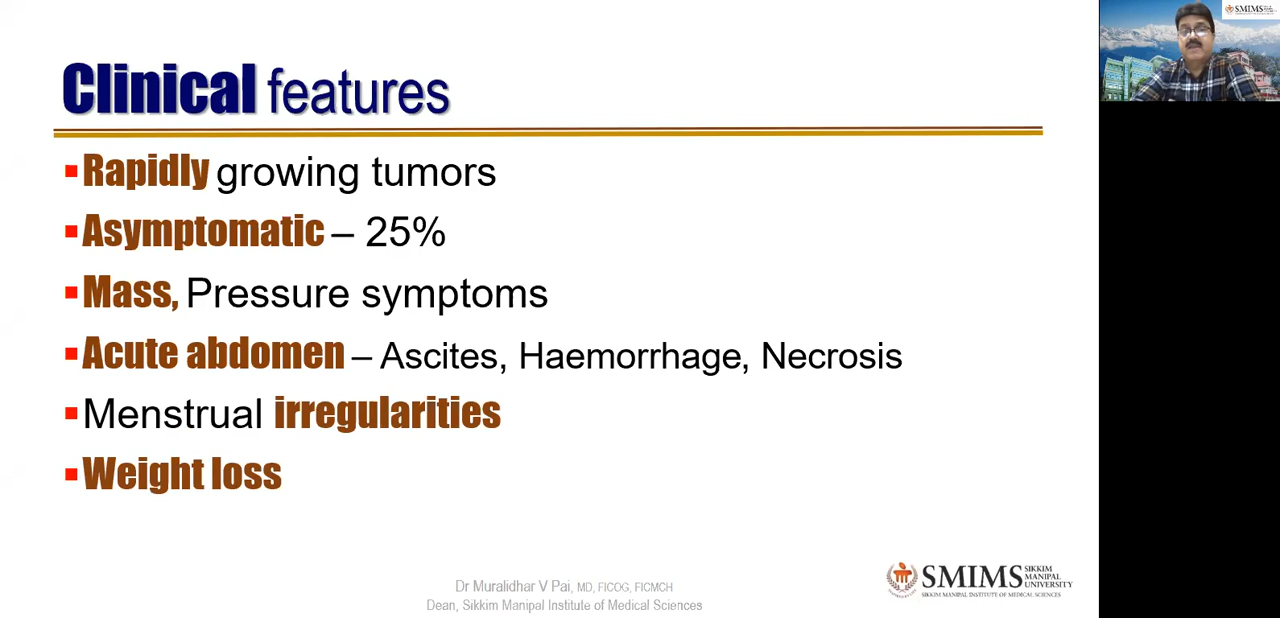 Clinical features
Rapidly growing tumors
Asymptomatic – 25%
Mass, Pressure symptoms
Acute abdomen – Ascites, Haemorrhage, Necrosis
Menstrual irregularities
Weight loss
Dr Muralidhar V Pai, MD, FICOG, FICMCH
Dean, Sikkim Manipal Institute of Medical Sciences
SMIMS SIKKIM MANIPAL UNIVERSITY
SIKKIM MANIPAL INSTITUTE OF MEDICAL SCIENCES
SMIMS